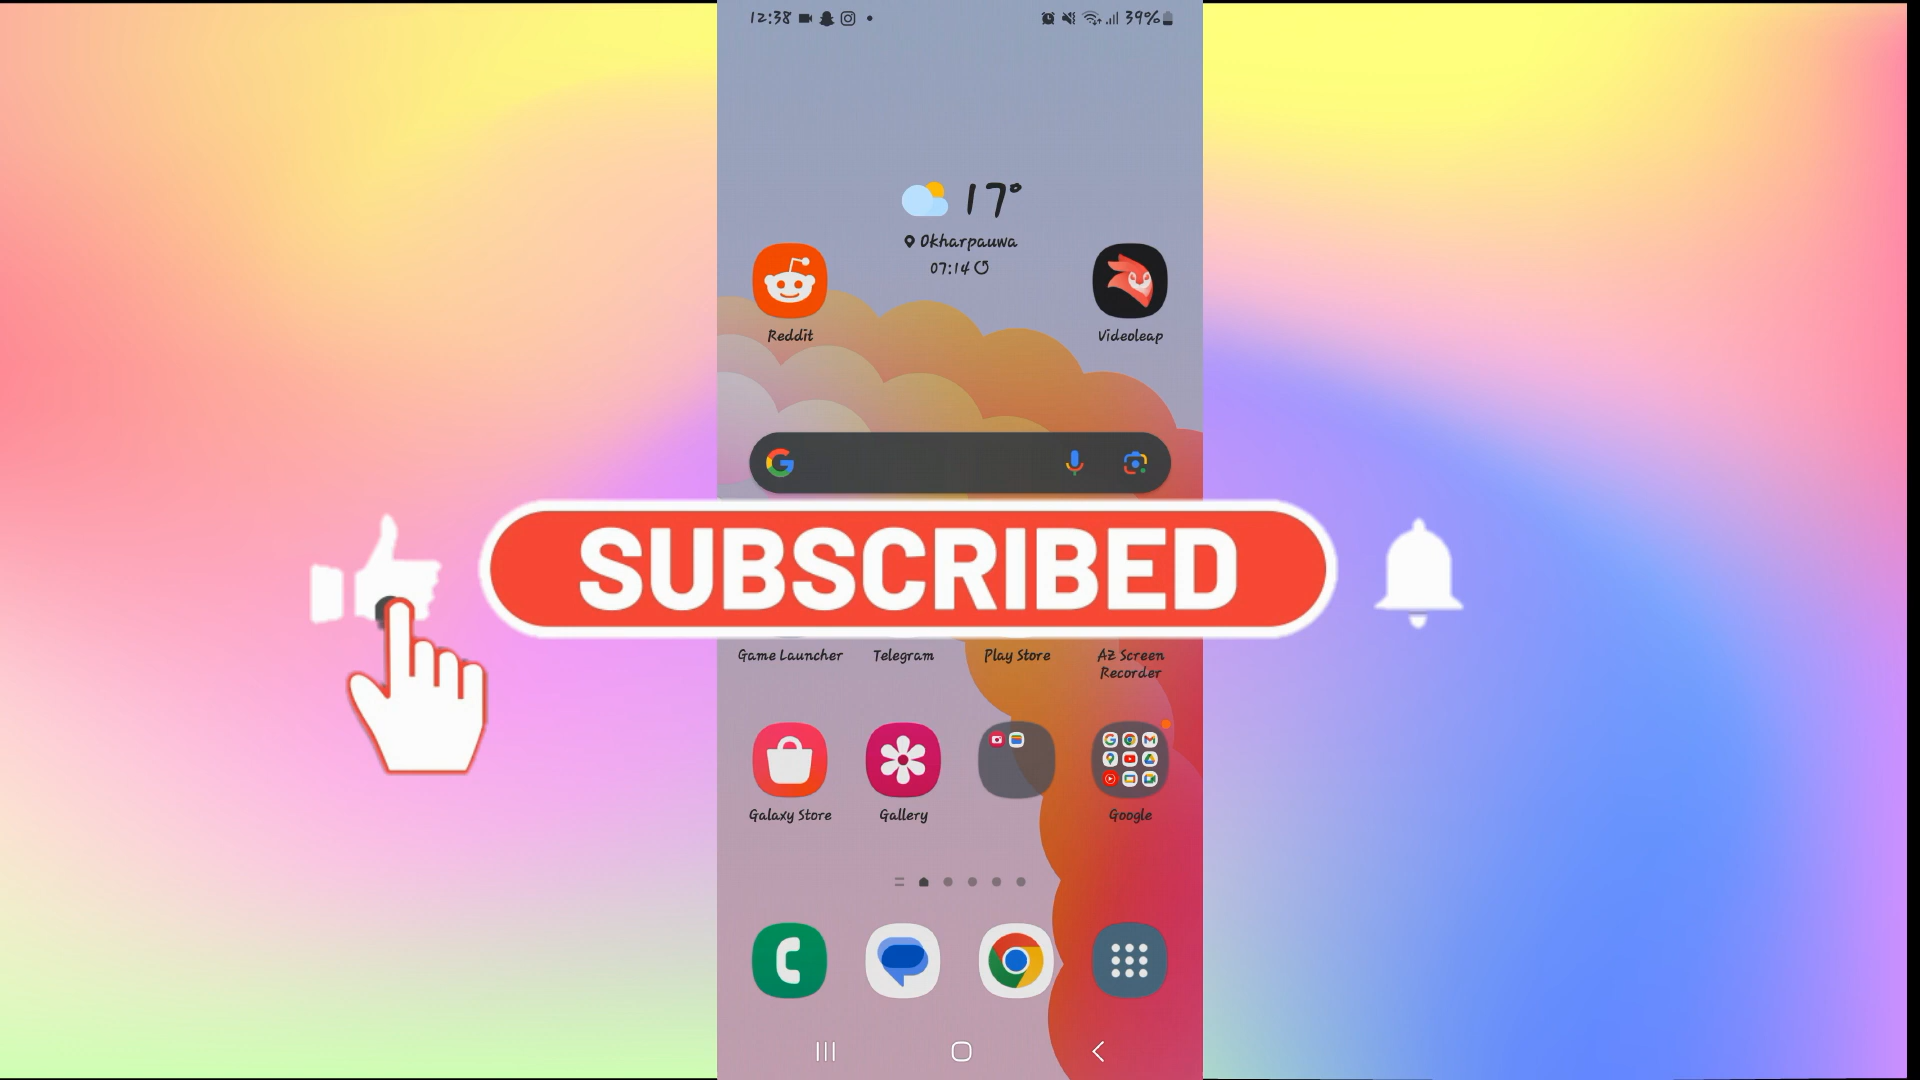 12:38
39%
17°
Okharpauwa
07:14
Reddit
Videoleap
SUBSCRIBED
Game Launcher
Telegram
Play Store
AZ Screen
Recorder
Galaxy Store
Gallery
Google